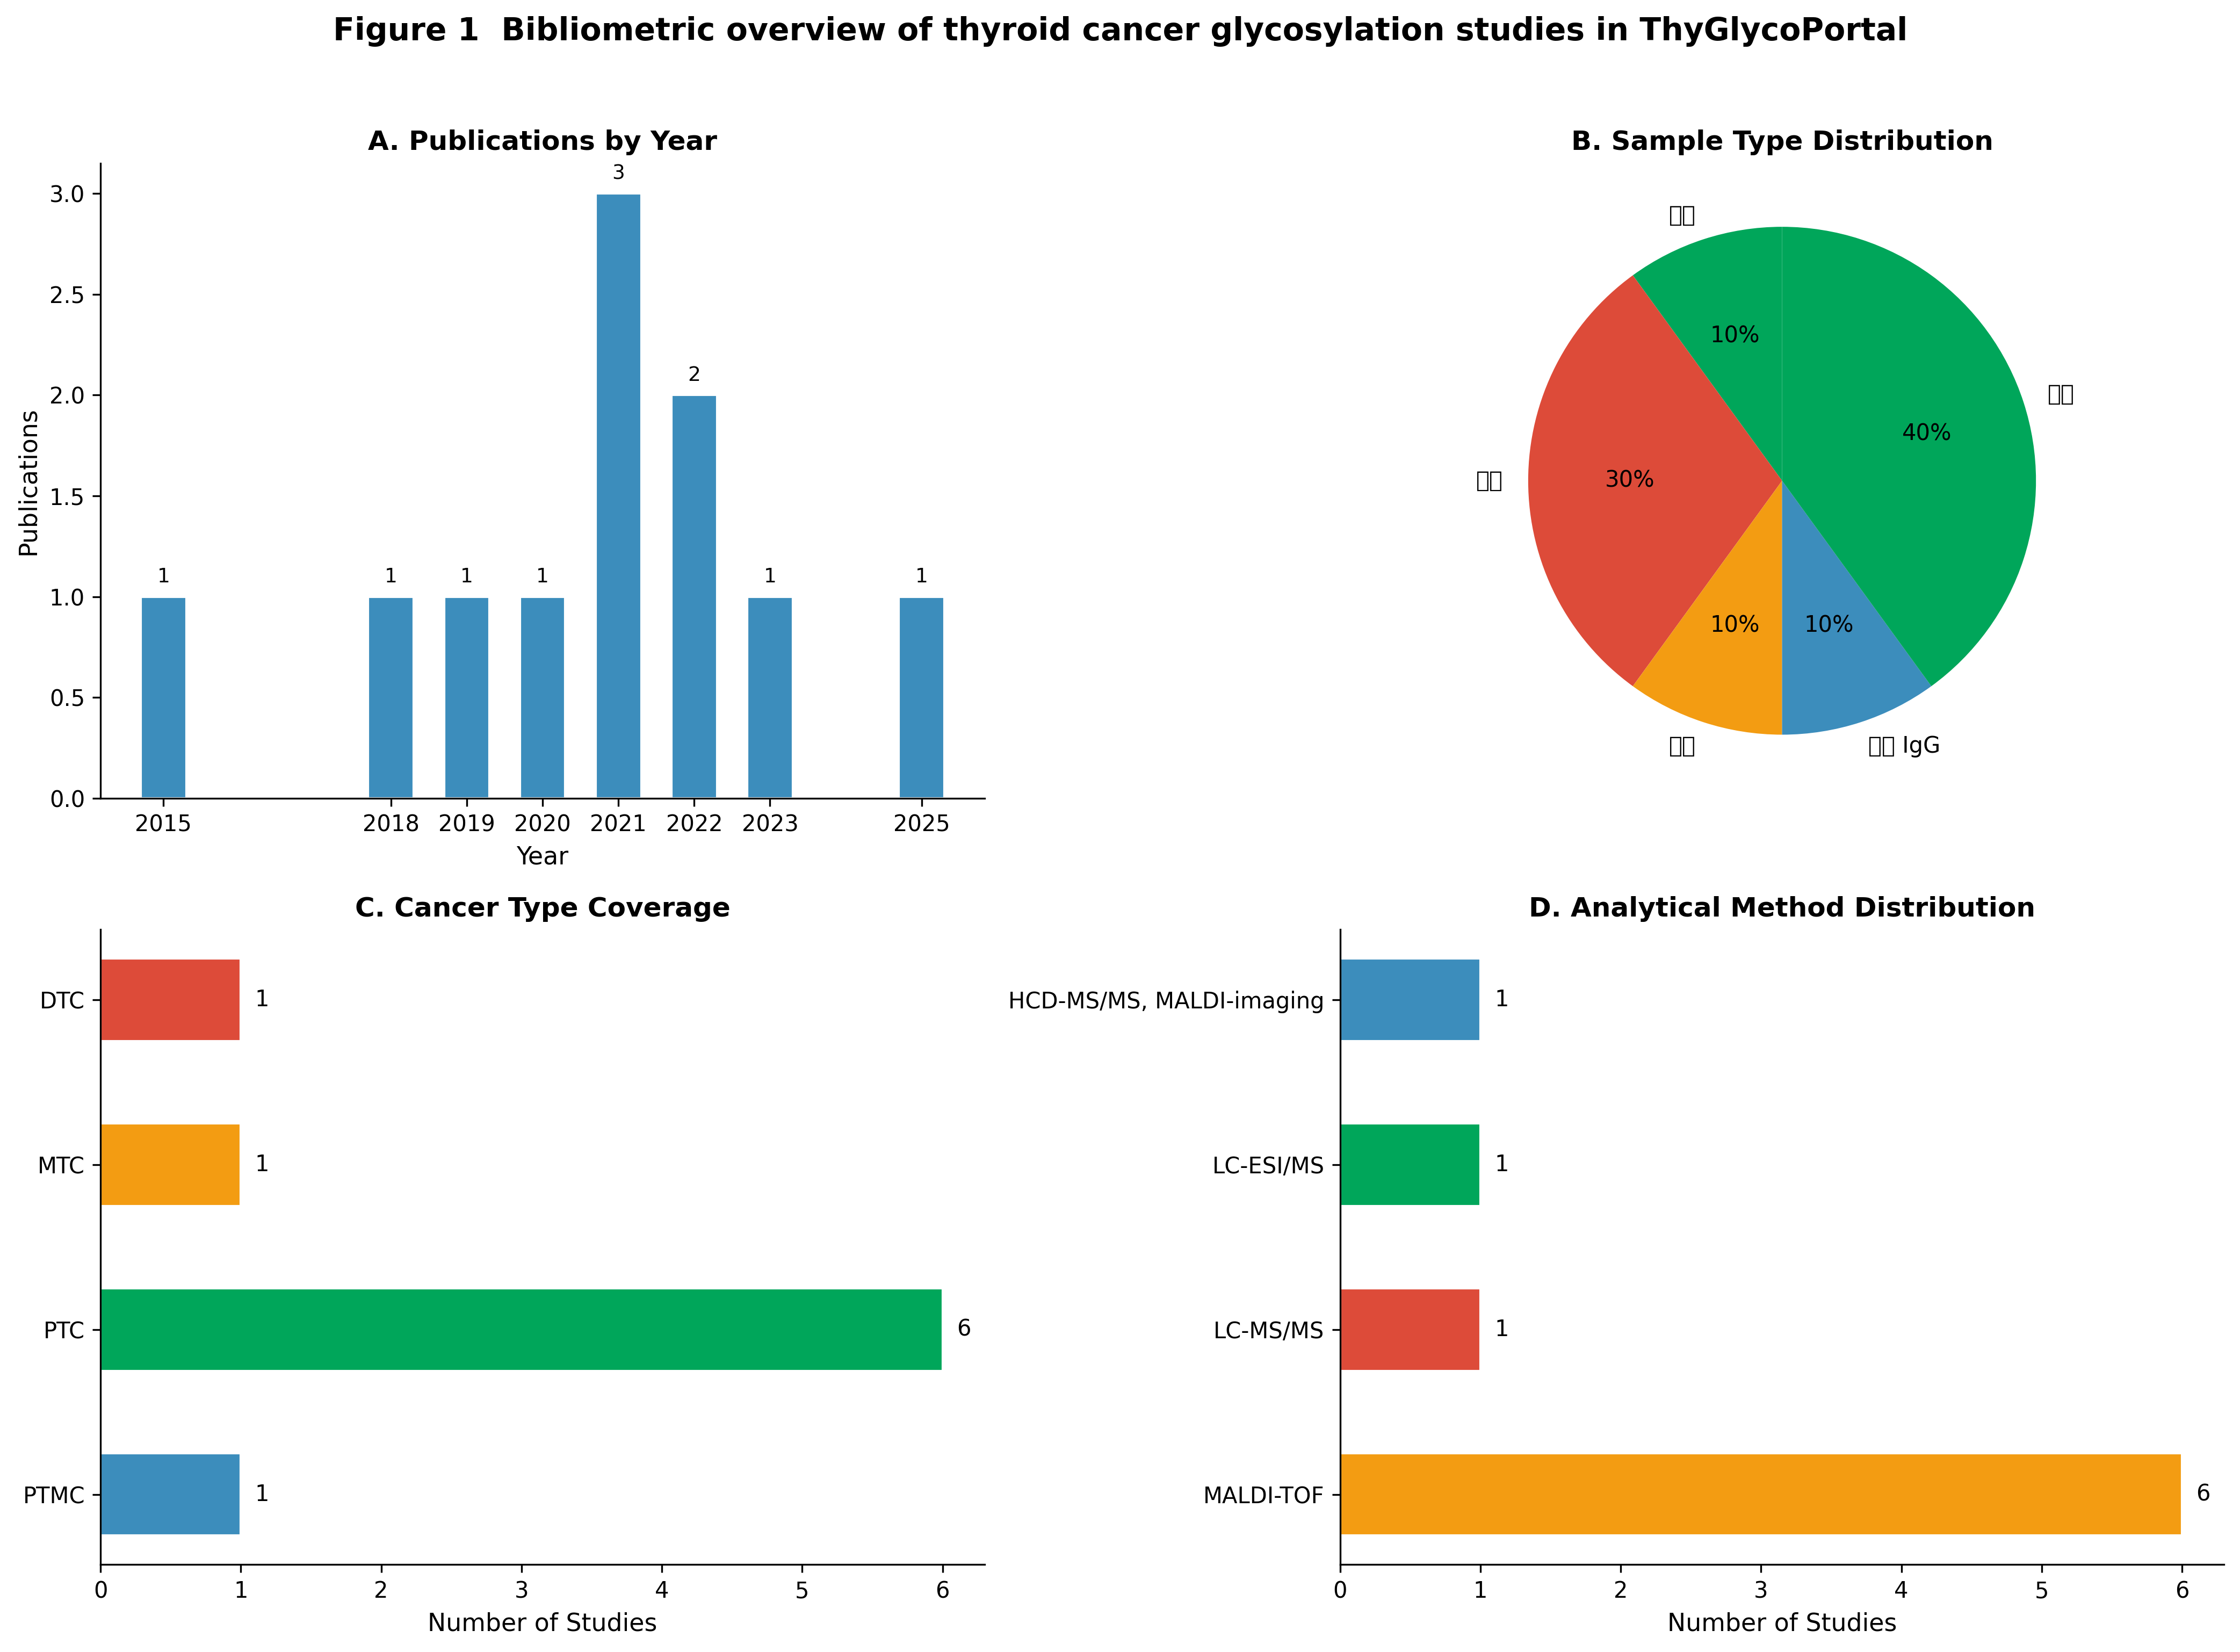 Figure 1  Bibliometric overview of thyroid cancer glycosylation studies in ThyGlycoPortal
A. Publications by Year
Publications
3.0
2.5
2.0
1.5
1.0
0.5
0.0
1
1
1
1
3
2
1
1
2015
2018
2019
2020
2021
2022
2023
2025
Year
B. Sample Type Distribution
10%
40%
30%
10%
10%
IgG
C. Cancer Type Coverage
DTC
1
MTC
1
PTC
6
PTMC
1
0
1
2
3
4
5
6
Number of Studies
D. Analytical Method Distribution
HCD-MS/MS, MALDI-imaging
1
LC-ESI/MS
1
LC-MS/MS
1
MALDI-TOF
6
0
1
2
3
4
5
6
Number of Studies